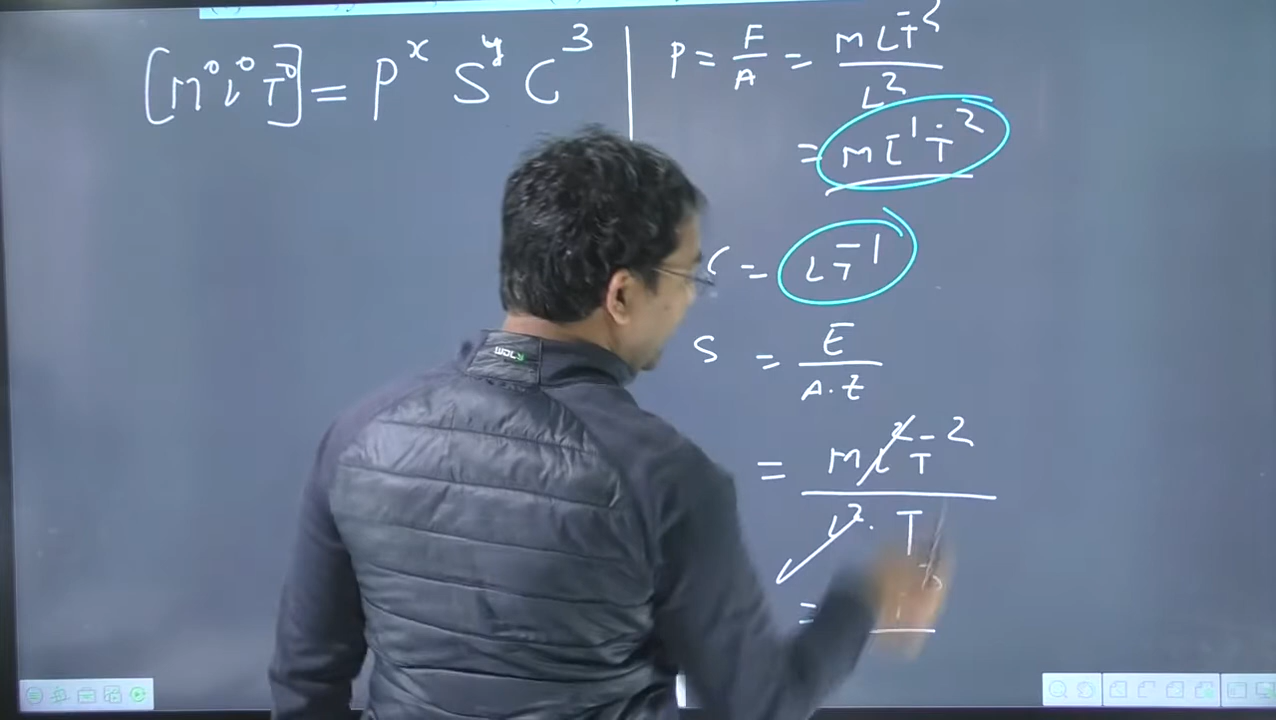 [M⁰L⁰T⁰] = Pˣ Sʸ C³
P = F/A = MLT⁻²/L²
= ML⁻¹T⁻²
C = LT⁻¹
S = E/A.t
= ML²T⁻²/L².T
=